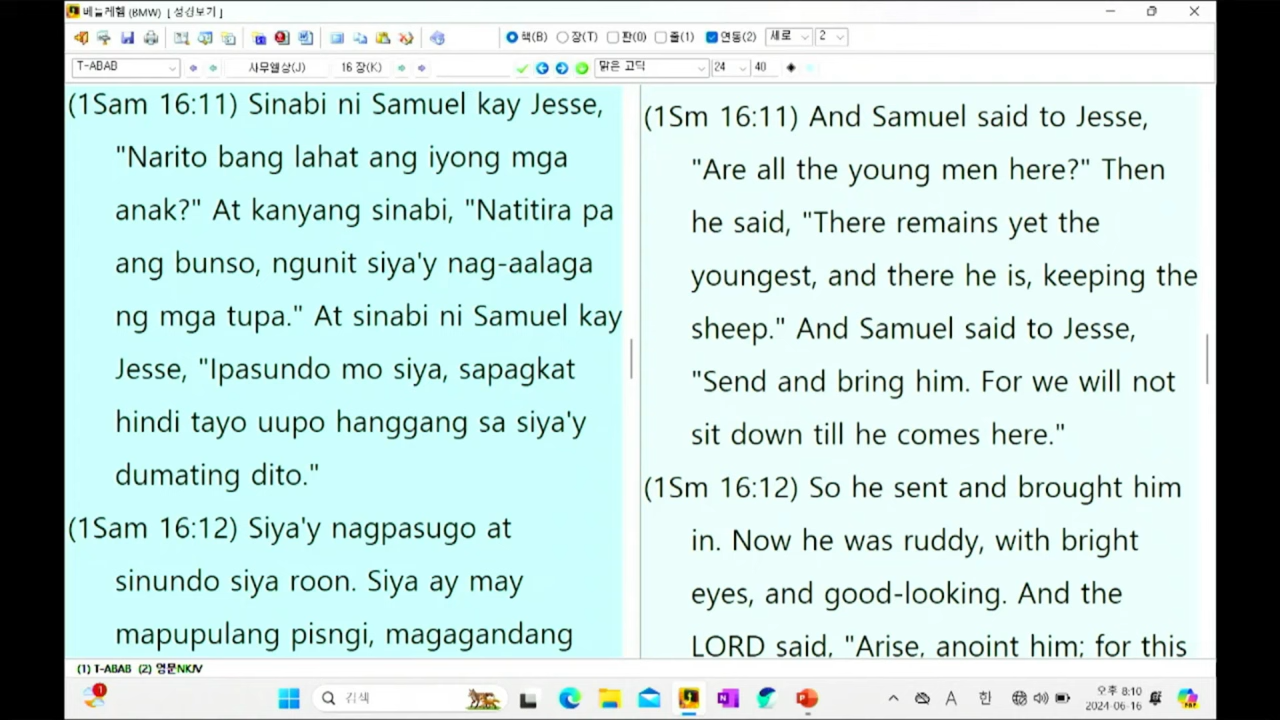 베들레헴 (BMW) [ 성경보기 ]
책(B) 장(T) 판(0) 줄(1) 연동(2) 세로 2
T-ABAB 사무엘상(J) 16 장(K) 맑은 고딕 24 40
(1Sam 16:11) Sinabi ni Samuel kay Jesse,
"Narito bang lahat ang iyong mga
anak?" At kanyang sinabi, "Natitira pa
ang bunso, ngunit siya'y nag-aalaga
ng mga tupa." At sinabi ni Samuel kay
Jesse, "Ipasundo mo siya, sapagkat
hindi tayo uupo hanggang sa siya'y
dumating dito."
(1Sam 16:12) Siya'y nagpasugo at
sinundo siya roon. Siya ay may
mapupulang pisngi, magagandang
(1Sm 16:11) And Samuel said to Jesse,
"Are all the young men here?" Then
he said, "There remains yet the
youngest, and there he is, keeping the
sheep." And Samuel said to Jesse,
"Send and bring him. For we will not
sit down till he comes here."
(1Sm 16:12) So he sent and brought him
in. Now he was ruddy, with bright
eyes, and good-looking. And the
LORD said, "Arise, anoint him; for this
(1) T-ABAB (2) 영문NKJV
1 검색 A 한 오후 8:10
2024-06-16